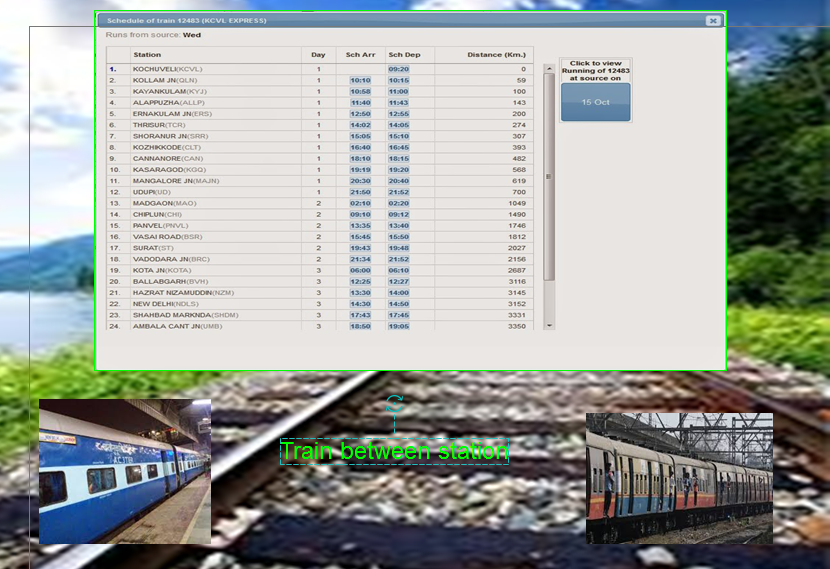 Schedule of train 12483 (KCVL EXPRESS)
Runs from source: Wed
Station Day Sch Arr Sch Dep Distance (Km.)
1. KOCHUVELI(KCVL) 1 09:20 0
2. KOLLAM JN(QLN) 1 10:10 10:15 59
3. KAYANKULAM(KYJ) 1 10:58 11:00 100
4. ALAPPUZHA(ALLP) 1 11:40 11:43 143
5. ERNAKULAM JN(ERS) 1 12:50 12:55 200
6. THRISUR(TCR) 1 14:02 14:05 274
7. SHORANUR JN(SRR) 1 15:05 15:10 307
8. KOZHIKKODE(CLT) 1 16:40 16:45 393
9. CANNANORE(CAN) 1 18:10 18:15 482
10. KASARAGOD(KGQ) 1 19:19 19:20 568
11. MANGALORE JN(MAJN) 1 20:30 20:40 619
12. UDUPI(UD) 1 21:50 21:52 700
13. MADGAON(MAO) 2 02:10 02:20 1049
14. CHIPLUN(CHI) 2 09:10 09:12 1490
15. PANVEL(PNVL) 2 13:35 13:40 1746
16. VASAI ROAD(BSR) 2 15:45 15:50 1812
17. SURAT(ST) 2 19:43 19:48 2027
18. VADODARA JN(BRC) 2 21:34 21:52 2156
19. KOTA JN(KOTA) 3 06:00 06:10 2687
20. BALLABGARH(BVH) 3 12:25 12:27 3116
21. HAZRAT NIZAMUDDIN(NZM) 3 13:30 14:00 3145
22. NEW DELHI(NDLS) 3 14:30 14:50 3152
23. SHAHBAD MARKNDA(SHDM) 3 17:43 17:45 3331
24. AMBALA CANT JN(UMB) 3 18:50 19:05 3350
Click to view
Running of 12483
at source on
15 Oct
Train between station